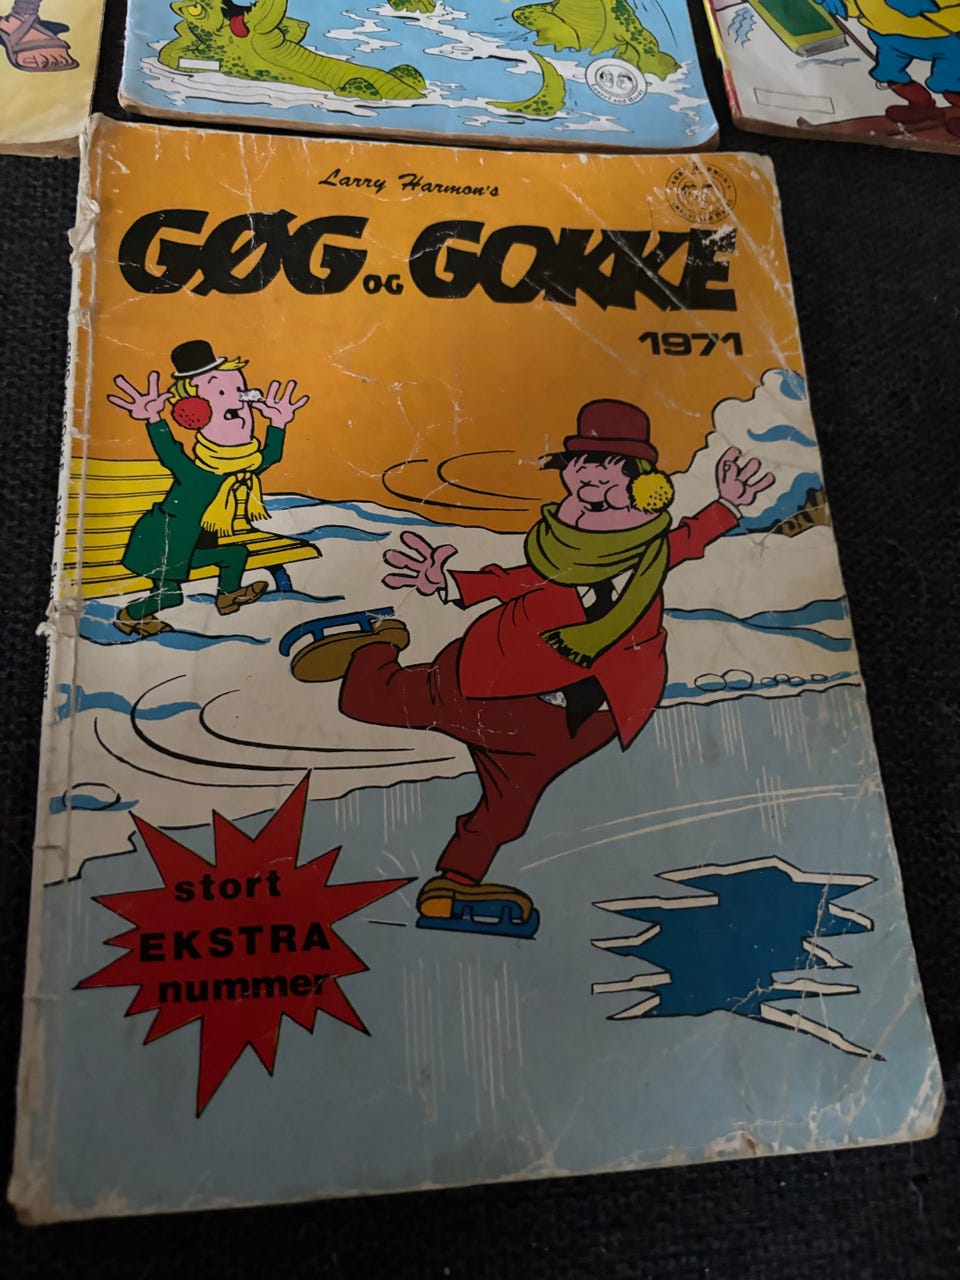 Larry Harmon's
GØG OG GOKKE
1971
stort
EKSTRA
nummer